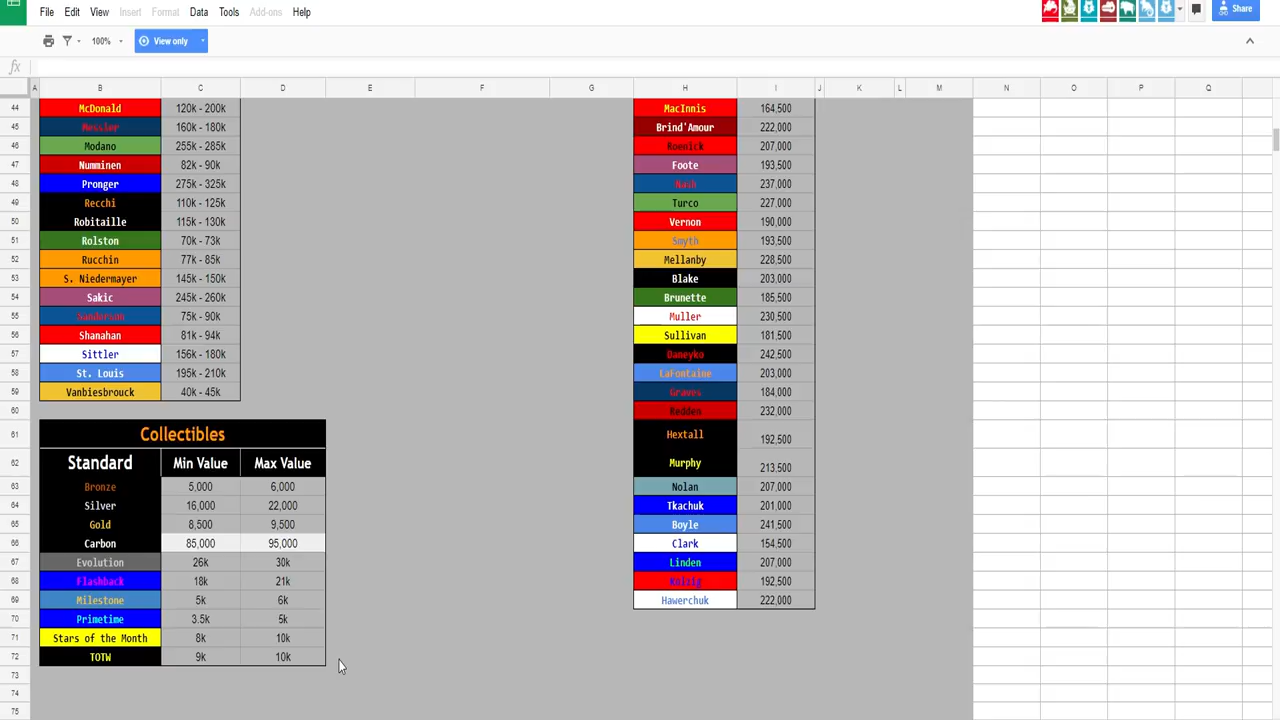 File Edit View Insert Format Data Tools Add-ons Help
Share
100% View only
fx
A B C D E F G H I J K L M N O P Q
44 McDonald 120k - 200k MacInnis 164,500
45 Messier 160k - 180k Brind'Amour 222,000
46 Modano 255k - 285k Roenick 207,000
47 Numminen 82k - 90k Foote 193,500
48 Pronger 275k - 325k Nash 237,000
49 Recchi 110k - 125k Turco 227,000
50 Robitaille 115k - 130k Vernon 190,000
51 Rolston 70k - 73k Smyth 193,500
52 Rucchin 77k - 85k Mellanby 228,500
53 S. Niedermayer 145k - 150k Blake 203,000
54 Sakic 245k - 260k Brunette 185,500
55 Sanderson 75k - 90k Muller 230,500
56 Shanahan 81k - 94k Sullivan 181,500
57 Sittler 156k - 180k Daneyko 242,500
58 St. Louis 195k - 210k LaFontaine 203,000
59 Vanbiesbrouck 40k - 45k Graves 184,000
60 Redden 232,000
61 Collectibles Hextall 192,500
62 Standard Min Value Max Value Murphy 213,500
63 Bronze 5,000 6,000 Nolan 207,000
64 Silver 16,000 22,000 Tkachuk 201,000
65 Gold 8,500 9,500 Boyle 241,500
66 Carbon 85,000 95,000 Clark 154,500
67 Evolution 26k 30k Linden 207,000
68 Flashback 18k 21k Kolzig 192,500
69 Milestone 5k 6k Hawerchuk 222,000
70 Primetime 3.5k 5k
71 Stars of the Month 8k 10k
72 TOTW 9k 10k
73
74
75